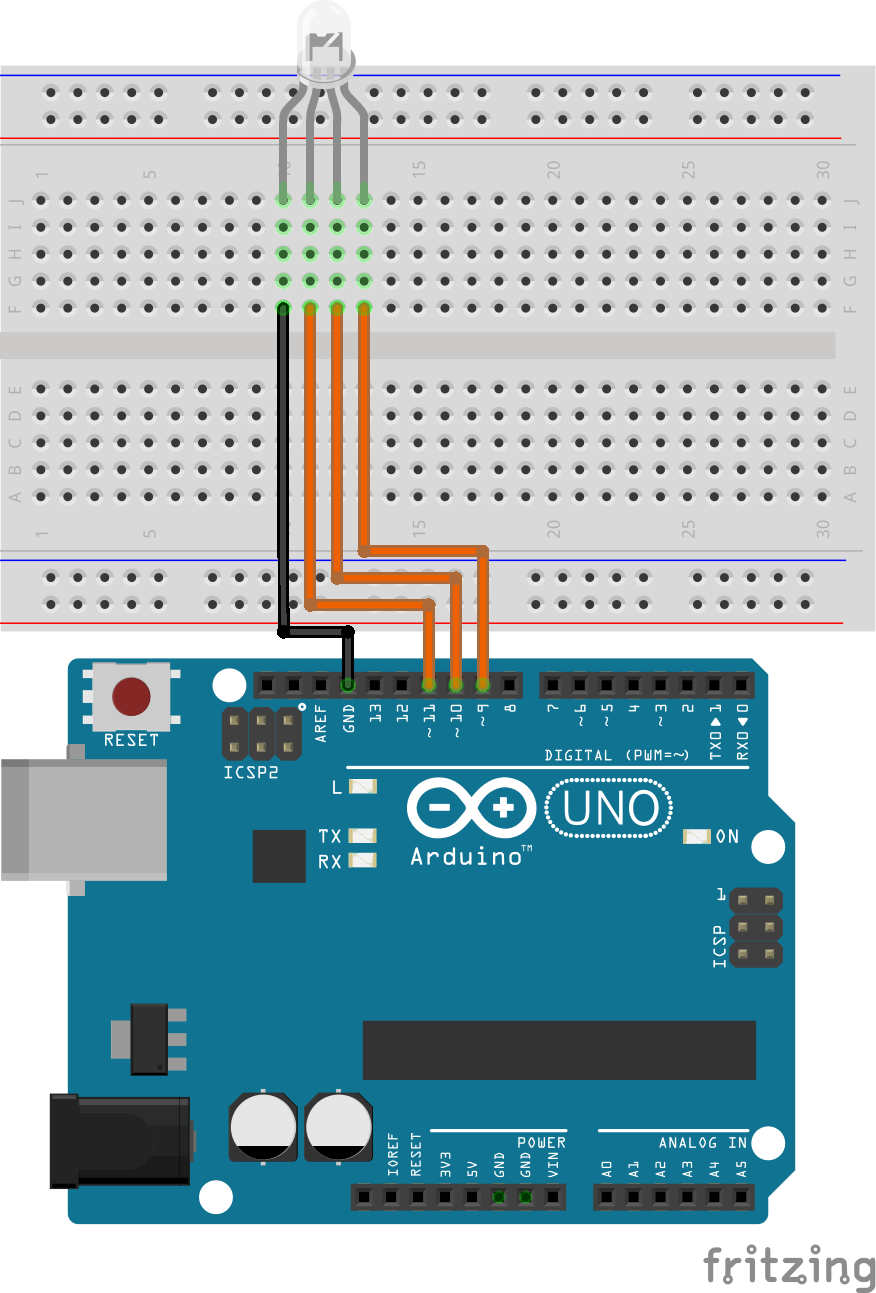 1 5 10 15 20 25 30
J J
I I
H H
G G
F F
E E
D D
C C
B B
A A
1 5 15 20 25 30
RESET
ICSP2
AREF
GND
13
12
~11
~10
~9
8
7
~6
~5
4
~3
2
TX0▶1
RX0◀0
DIGITAL (PWM=~)
L
TX
RX
UNO
Arduino™
ON
1
ICSP
IOREF
RESET
3V3
5V
GND
GND
VIN
POWER
ANALOG IN
A0
A1
A2
A3
A4
A5
fritzing